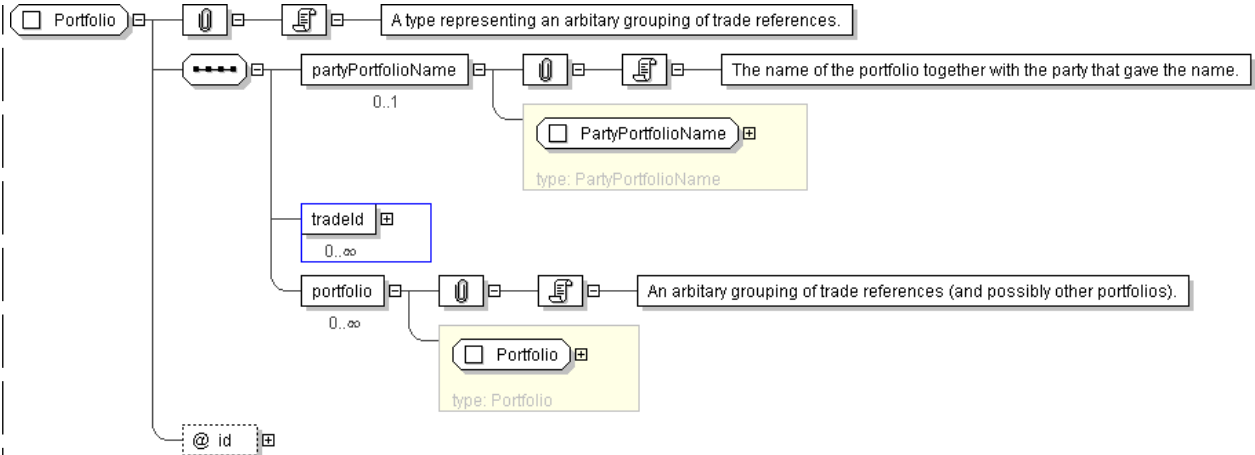 Portfolio
A type representing an arbitary grouping of trade references.
partyPortfolioName
The name of the portfolio together with the party that gave the name.
0..1
PartyPortfolioName
type: PartyPortfolioName
tradeId
0..∞
portfolio
An arbitary grouping of trade references (and possibly other portfolios).
0..∞
Portfolio
type: Portfolio
@ id